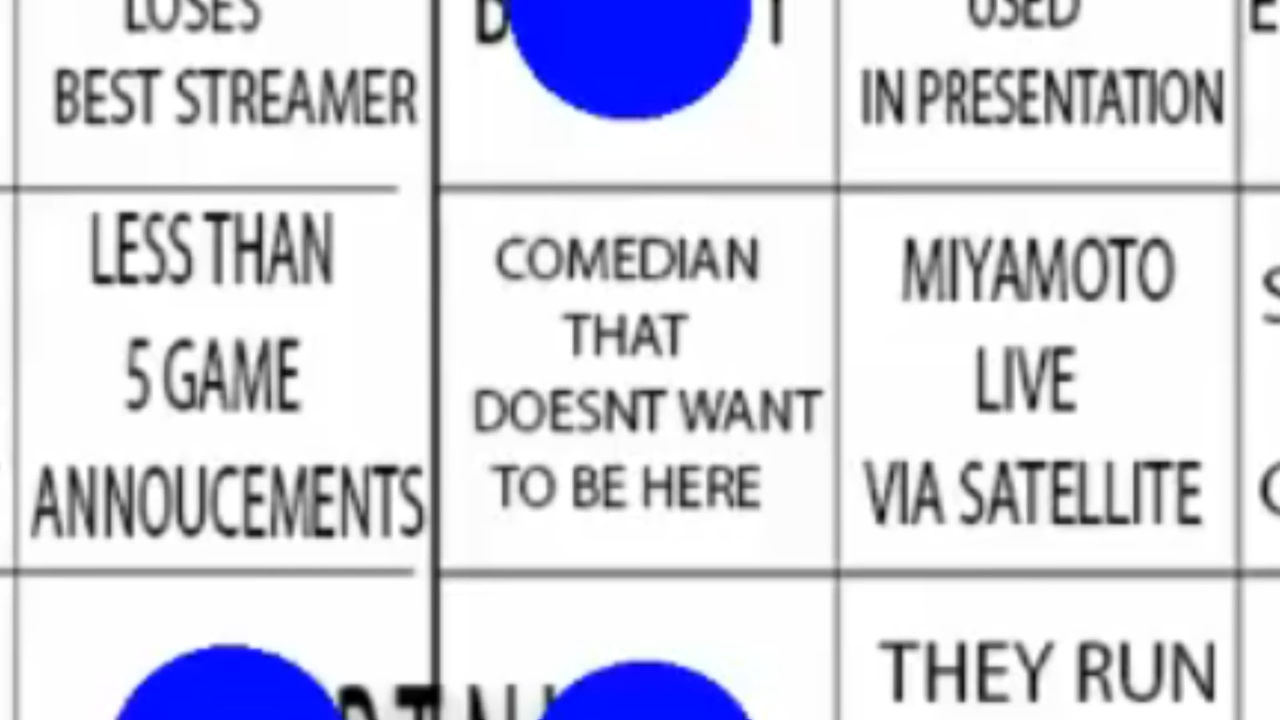 LOSES
BEST STREAMER
USED
IN PRESENTATION
LESS THAN
5 GAME
ANNOUCEMENTS
COMEDIAN
THAT
DOESNT WANT
TO BE HERE
MIYAMOTO
LIVE
VIA SATELLITE
THEY RUN